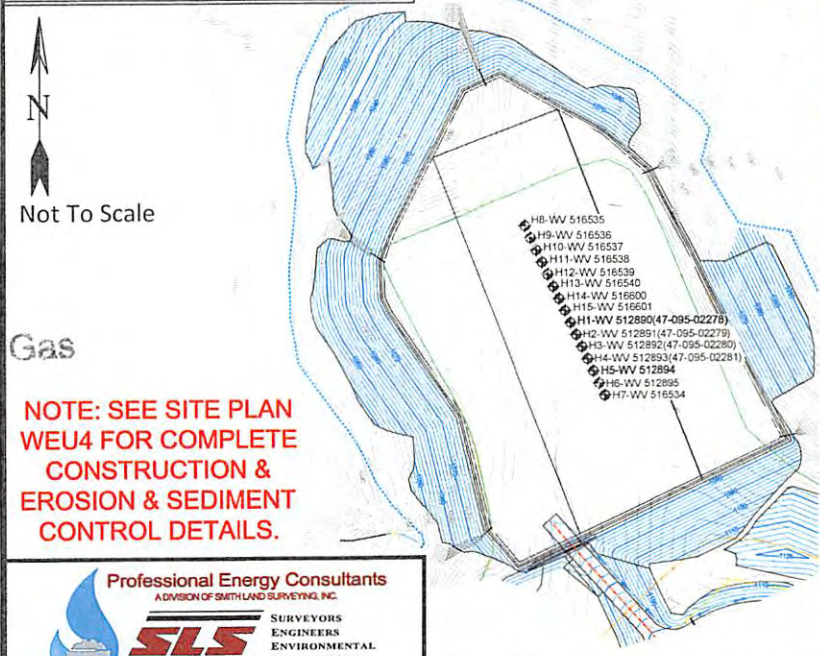 N
Not To Scale
H8-WV 516535
H9-WV 516536
H10-WV 516537
H11-WV 516538
H12-WV 516539
H13-WV 516540
H14-WV 516600
H15-WV 516601
H1-WV 512890(47-095-02278)
H2-WV 512891(47-095-02279)
H3-WV 512892(47-095-02280)
H4-WV 512893(47-095-02281)
H5-WV 512894
H6-WV 512895
H7-WV 516534
Gas
NOTE: SEE SITE PLAN
WEU4 FOR COMPLETE
CONSTRUCTION &
EROSION & SEDIMENT
CONTROL DETAILS.
Professional Energy Consultants
A DIVISION OF SMITH LAND SURVEYING, INC.
SLS
SURVEYORS
ENGINEERS
ENVIRONMENTAL